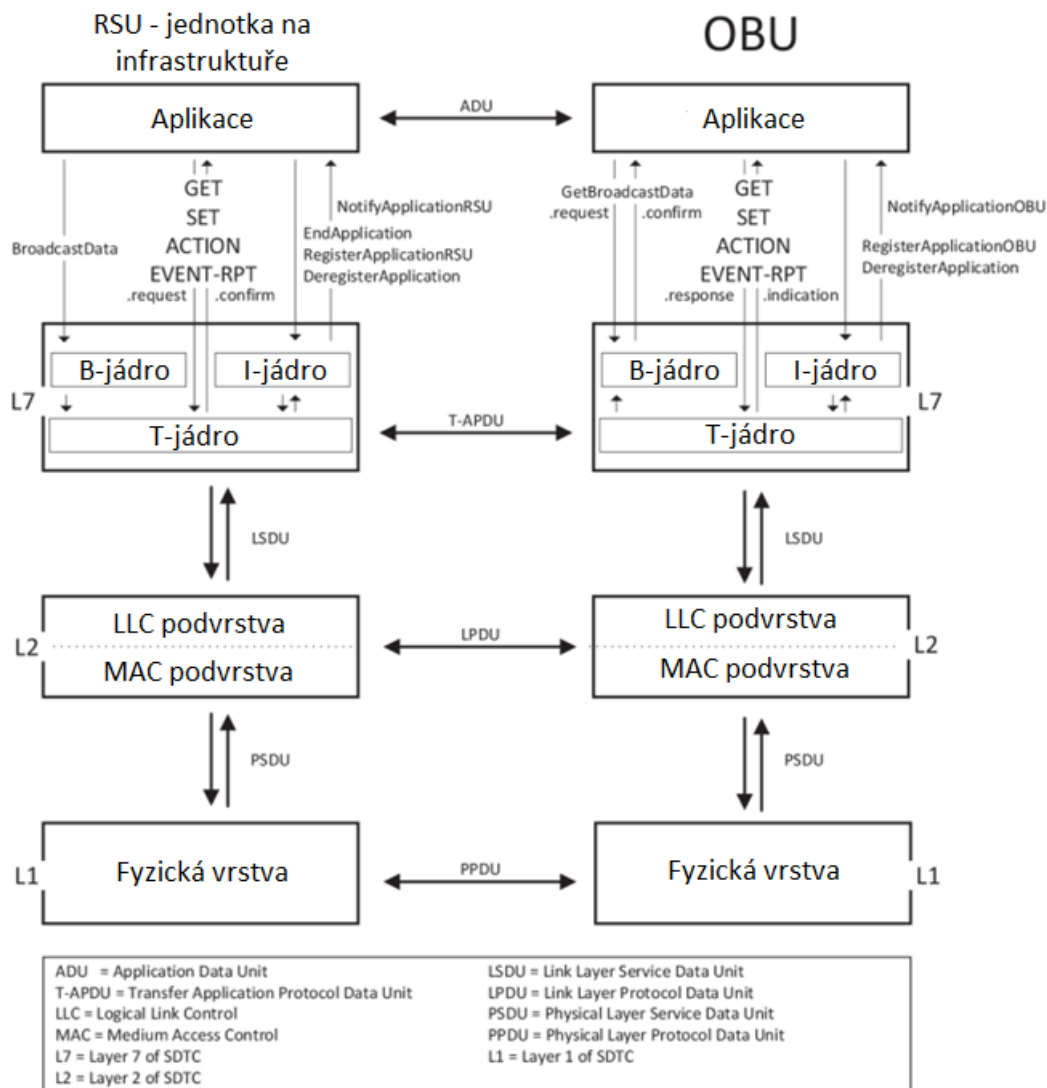 RSU - jednotka na
infrastruktuře
OBU
Aplikace
ADU
Aplikace
GET
SET
ACTION
EVENT-RPT
.request
.confirm
BroadcastData
NotifyApplicationRSU
EndApplication
RegisterApplicationRSU
DeregisterApplication
GetBroadcastData
.request
.confirm
GET
SET
ACTION
EVENT-RPT
.response
.indication
NotifyApplicationOBU
RegisterApplicationOBU
DeregisterApplication
L7
B-jádro
I-jádro
T-jádro
T-APDU
B-jádro
I-jádro
T-jádro
L7
LSDU
LSDU
L2
LLC podvrstva
MAC podvrstva
LPDU
LLC podvrstva
MAC podvrstva
L2
PSDU
PSDU
L1
Fyzická vrstva
PPDU
Fyzická vrstva
L1
ADU = Application Data Unit
T-APDU = Transfer Application Protocol Data Unit
LLC = Logical Link Control
MAC = Medium Access Control
L7 = Layer 7 of SDTC
L2 = Layer 2 of SDTC
LSDU = Link Layer Service Data Unit
LPDU = Link Layer Protocol Data Unit
PSDU = Physical Layer Service Data Unit
PPDU = Physical Layer Protocol Data Unit
L1 = Layer 1 of SDTC